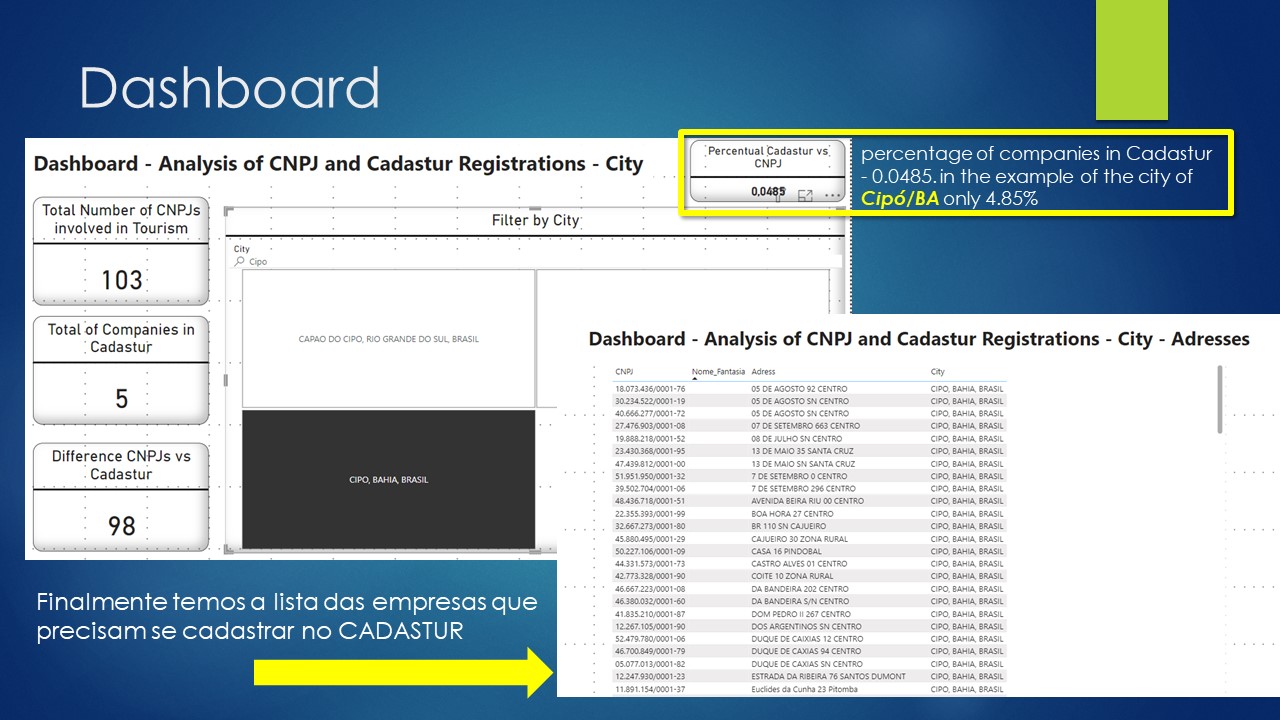 Dashboard
Dashboard - Analysis of CNPJ and Cadastur Registrations - City
Percentual Cadastur vs
CNPJ
0,0485
percentage of companies in Cadastur
- 0.0485. in the example of the city of
Cipó/BA only 4.85%
Total Number of CNPJs
involved in Tourism
103
Total of Companies in
Cadastur
5
Difference CNPJs vs
Cadastur
98
Filter by City
City
Cipo
CAPAO DO CIPO, RIO GRANDE DO SUL, BRASIL
CIPO, BAHIA, BRASIL
Dashboard - Analysis of CNPJ and Cadastur Registrations - City - Adresses
CNPJ Nome_Fantasia Adress City
18.073.436/0001-76 05 DE AGOSTO 92 CENTRO CIPO, BAHIA, BRASIL
30.234.522/0001-19 05 DE AGOSTO SN CENTRO CIPO, BAHIA, BRASIL
40.666.277/0001-72 05 DE AGOSTO SN CENTRO CIPO, BAHIA, BRASIL
27.476.903/0001-08 07 DE SETEMBRO 663 CENTRO CIPO, BAHIA, BRASIL
19.888.218/0001-52 08 DE JULHO SN CENTRO CIPO, BAHIA, BRASIL
23.430.368/0001-95 13 DE MAIO 35 SANTA CRUZ CIPO, BAHIA, BRASIL
47.439.812/0001-00 13 DE MAIO SN SANTA CRUZ CIPO, BAHIA, BRASIL
51.951.950/0001-32 7 DE SETEMBRO 0 CENTRO CIPO, BAHIA, BRASIL
39.502.704/0001-06 7 DE SETEMBRO 296 CENTRO CIPO, BAHIA, BRASIL
48.436.718/0001-51 AVENIDA BEIRA RIU 00 CENTRO CIPO, BAHIA, BRASIL
22.355.393/0001-99 BOA HORA 27 CENTRO CIPO, BAHIA, BRASIL
32.667.273/0001-80 BR 110 SN CAJUEIRO CIPO, BAHIA, BRASIL
45.880.495/0001-29 CAJUEIRO 30 ZONA RURAL CIPO, BAHIA, BRASIL
50.227.106/0001-09 CASA 16 PINDOBAL CIPO, BAHIA, BRASIL
44.331.573/0001-73 CASTRO ALVES 01 CENTRO CIPO, BAHIA, BRASIL
42.773.328/0001-90 COITE 10 ZONA RURAL CIPO, BAHIA, BRASIL
46.667.223/0001-08 DA BANDEIRA 202 CENTRO CIPO, BAHIA, BRASIL
46.380.032/0001-60 DA BANDEIRA S/N CENTRO CIPO, BAHIA, BRASIL
41.835.210/0001-87 DOM PEDRO II 267 CENTRO CIPO, BAHIA, BRASIL
12.267.105/0001-90 DOS ARGENTINOS SN CENTRO CIPO, BAHIA, BRASIL
52.479.780/0001-06 DUQUE DE CAIXIAS 12 CENTRO CIPO, BAHIA, BRASIL
46.700.849/0001-79 DUQUE DE CAXIAS 94 CENTRO CIPO, BAHIA, BRASIL
05.077.013/0001-82 DUQUE DE CAXIAS SN CENTRO CIPO, BAHIA, BRASIL
12.247.930/0001-23 ESTRADA DA RIBEIRA 76 SANTOS DUMONT CIPO, BAHIA, BRASIL
11.891.154/0001-37 Euclides da Cunha 23 Pitomba CIPO, BAHIA, BRASIL
Finalmente temos a lista das empresas que
precisam se cadastrar no CADASTUR